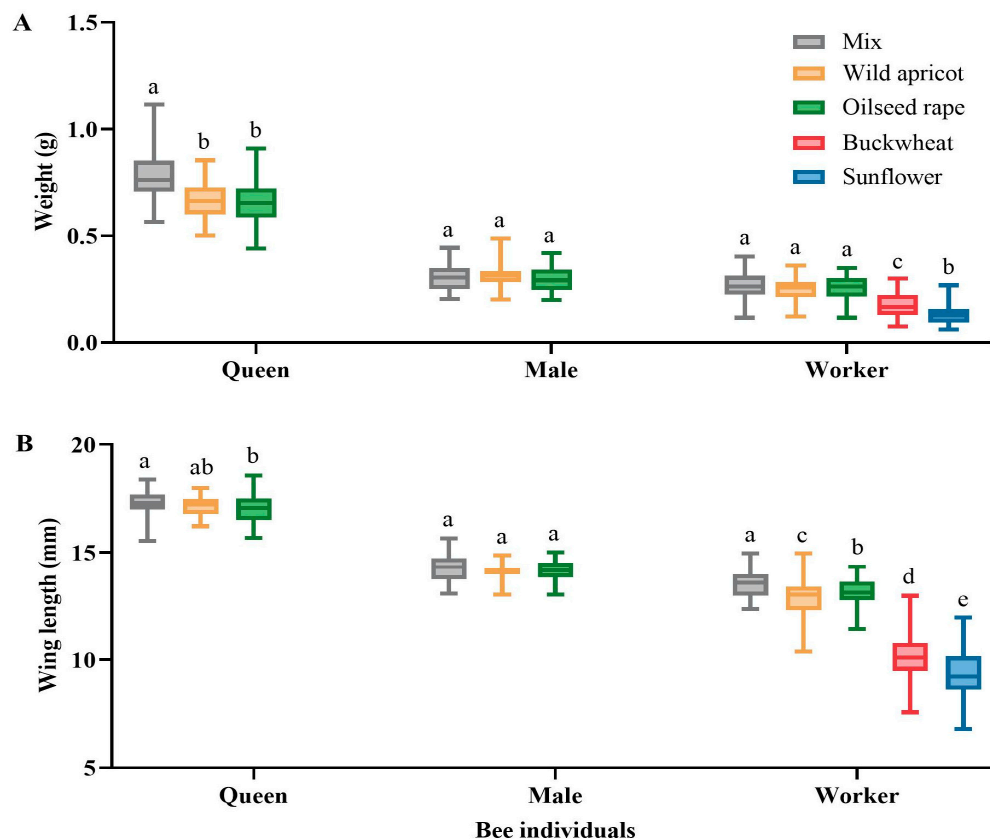 A
1.5
1.0
0.5
0.0
Weight (g)
Mix
Wild apricot
Oilseed rape
Buckwheat
Sunflower
a b b
a a a
a a a c b
Queen Male Worker
B
20
15
10
5
Wing length (mm)
a ab b
a a a
a c b d e
Queen Male Worker
Bee individuals